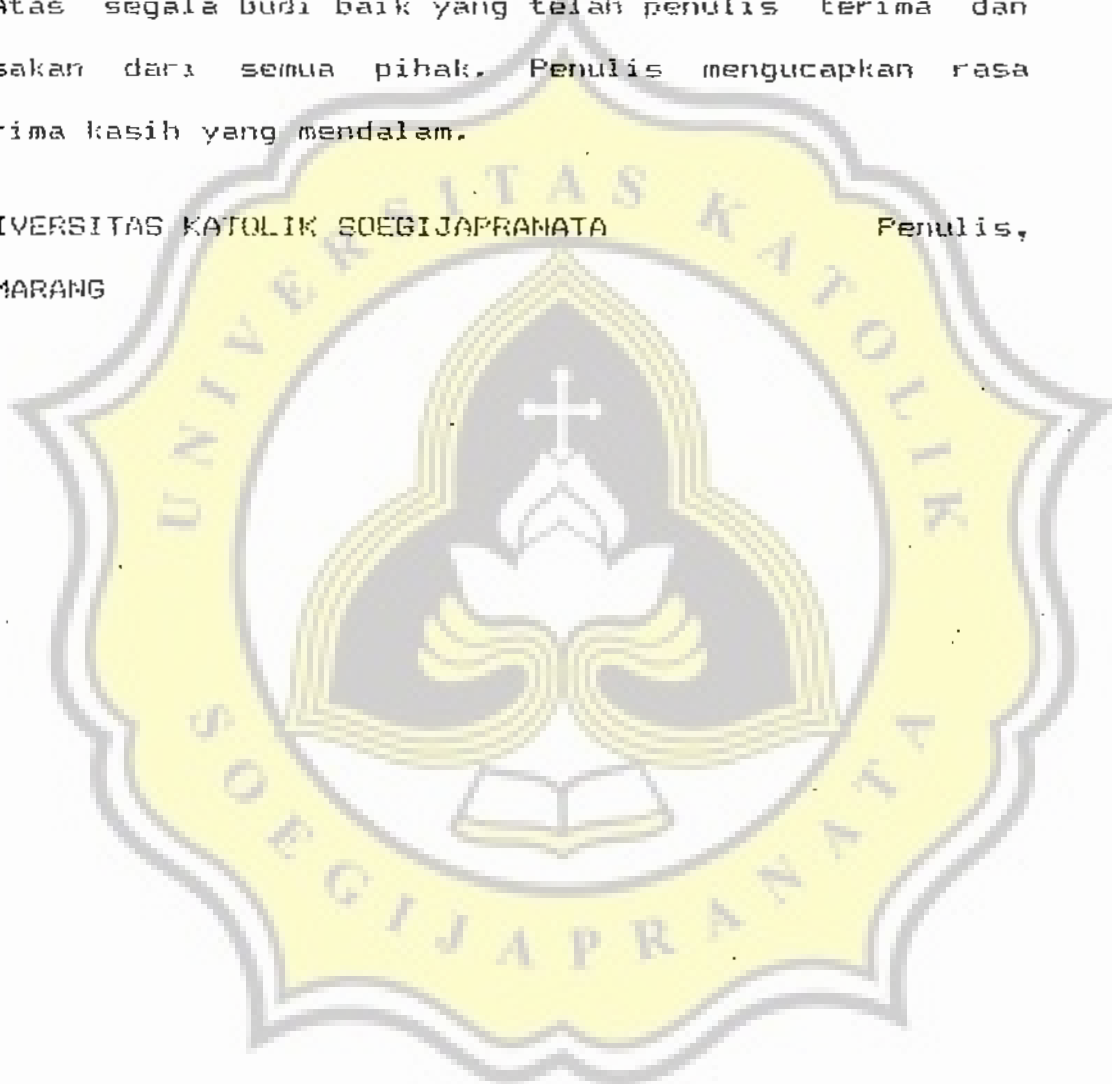 Atas segala budi baik yang telah penulis terima dan
sakan dari semua pihak. Penulis mengucapkan rasa
rima kasih yang mendalam.
IVERSITAS KATOLIK SOEGIJAPRANATA Penulis,
MARANG
UNIVERSITAS KATOLIK
SOEGIJAPRANATA